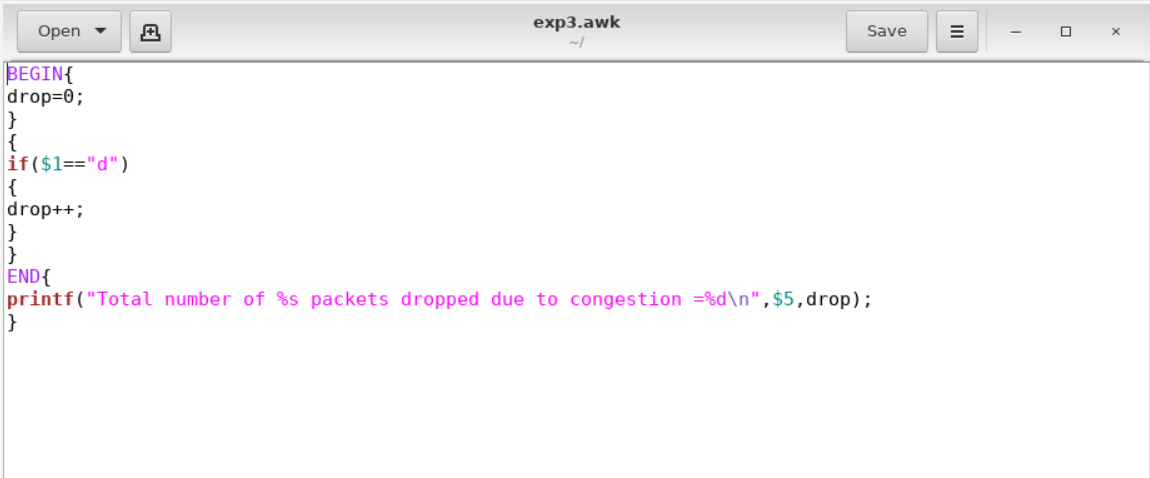 Open
exp3.awk
~/
Save
BEGIN{
drop=0;
}
{
if($1=="d")
{
drop++;
}
}
END{
printf("Total number of %s packets dropped due to congestion =%d\n",$5,drop);
}